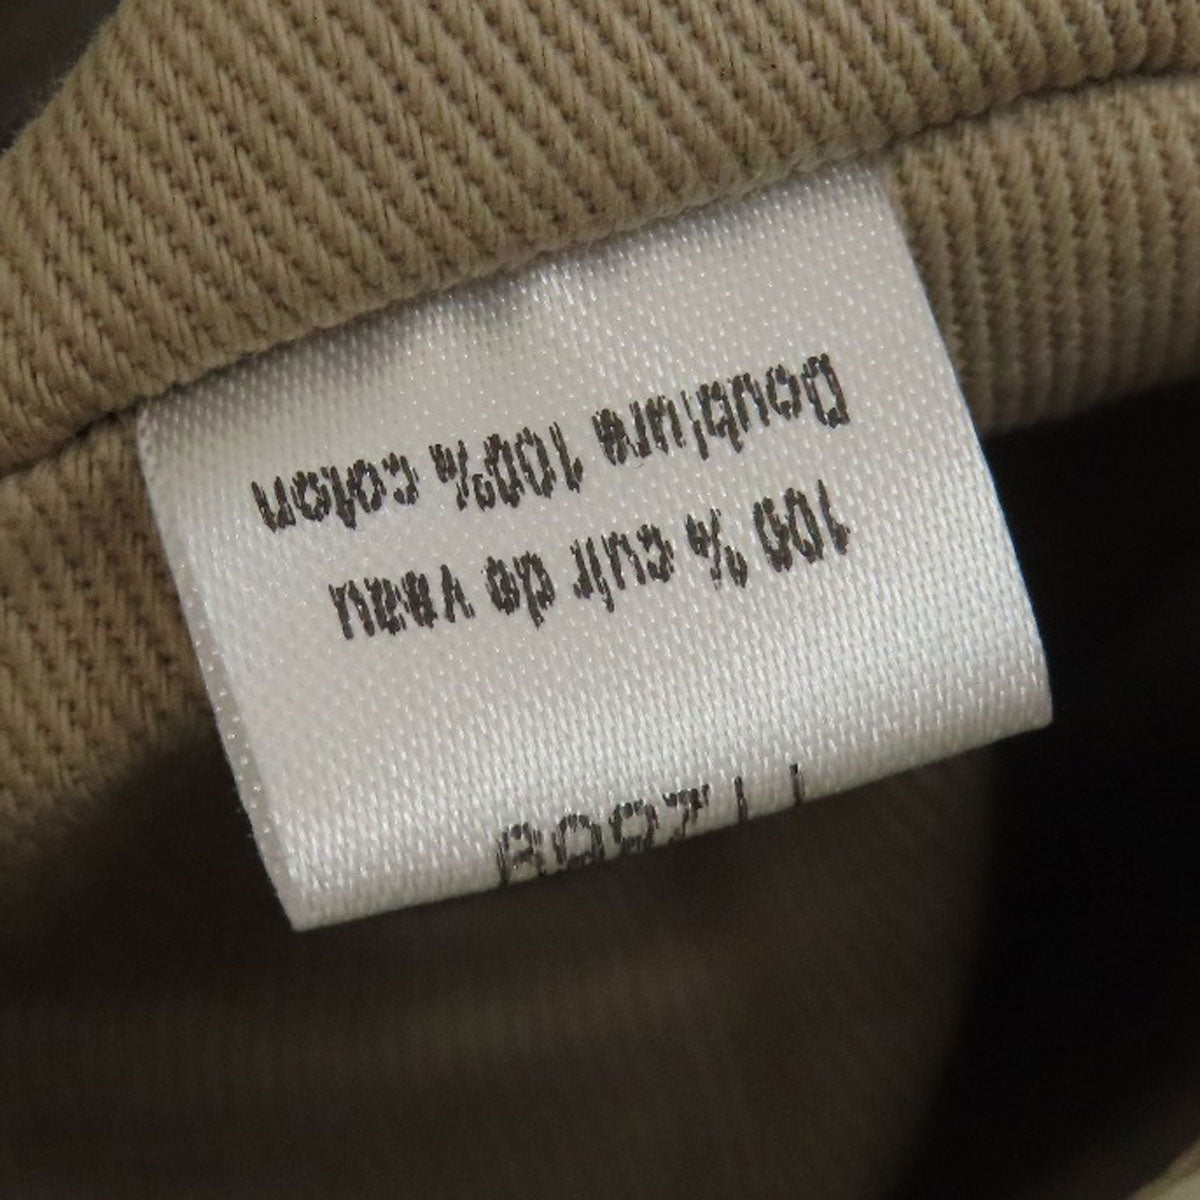 100 % cuir de veau
Doublure 100% coton